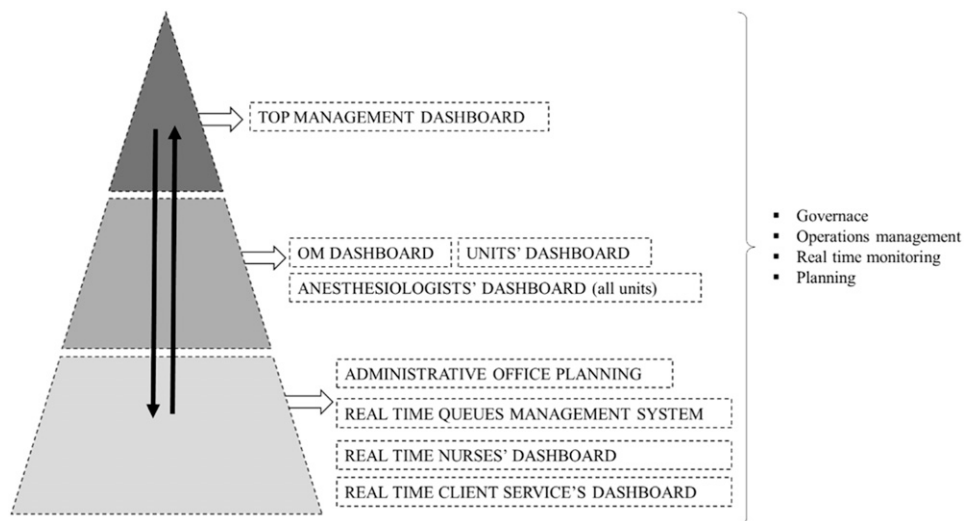 TOP MANAGEMENT DASHBOARD
OM DASHBOARD
UNITS' DASHBOARD
ANESTHESIOLOGISTS' DASHBOARD (all units)
ADMINISTRATIVE OFFICE PLANNING
REAL TIME QUEUES MANAGEMENT SYSTEM
REAL TIME NURSES' DASHBOARD
REAL TIME CLIENT SERVICE'S DASHBOARD
▪ Governace
▪ Operations management
▪ Real time monitoring
▪ Planning